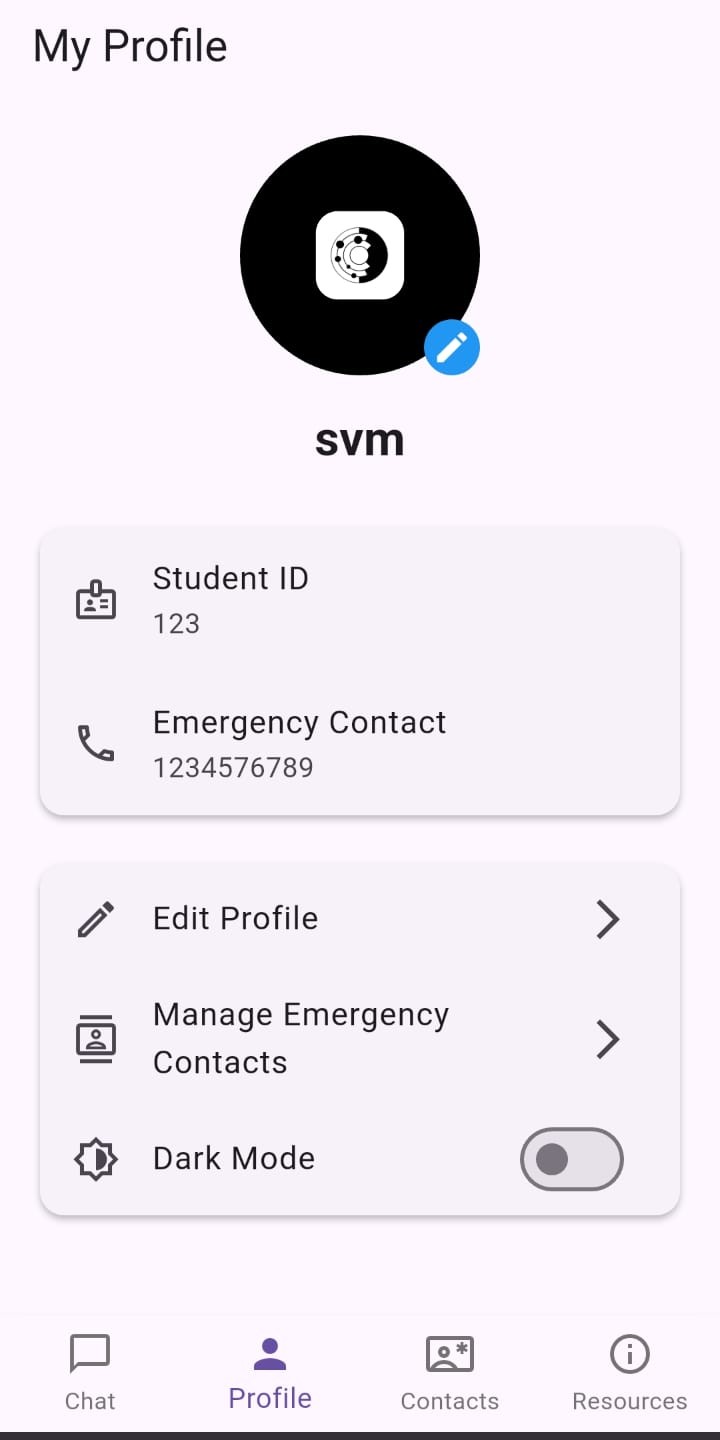 My Profile
svm
Student ID
123
Emergency Contact
1234576789
Edit Profile
Manage Emergency
Contacts
Dark Mode
Chat
Profile
Contacts
Resources